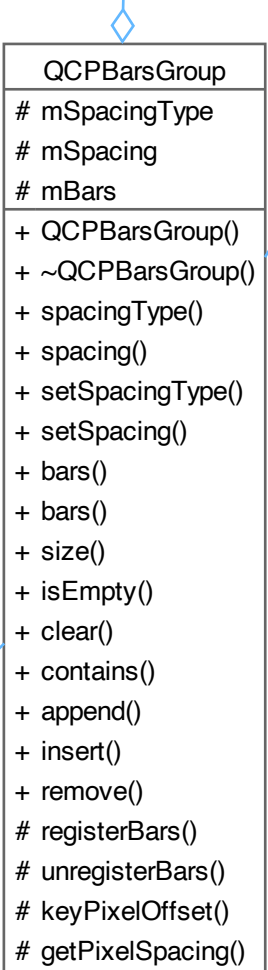 QCPBarsGroup
# mSpacingType
# mSpacing
# mBars
+ QCPBarsGroup()
+ ~QCPBarsGroup()
+ spacingType()
+ spacing()
+ setSpacingType()
+ setSpacing()
+ bars()
+ bars()
+ size()
+ isEmpty()
+ clear()
+ contains()
+ append()
+ insert()
+ remove()
# registerBars()
# unregisterBars()
# keyPixelOffset()
# getPixelSpacing()